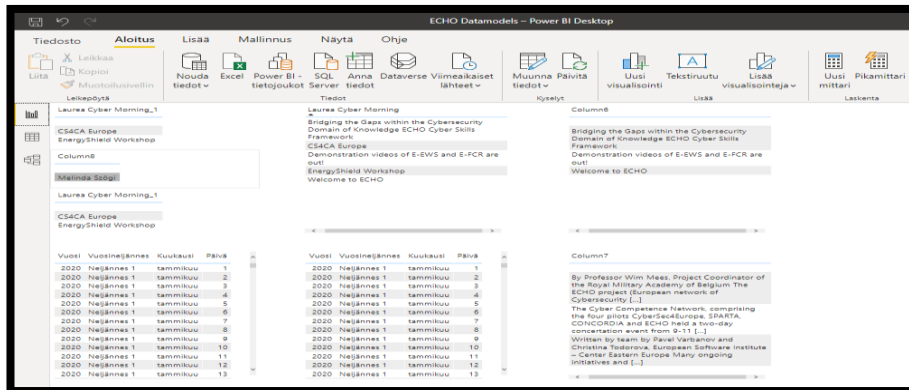 ECHO Datamodels – Power BI Desktop
Tiedosto Aloitus Lisää Mallinnus Näytä Ohje
Liitä
Leikkaa
Kopioi
Muotoilusivellin
Nouda tiedot
Excel
Power BI -tietojoukot
SQL Server
Anna tiedot
Dataverse
Viimeaikaiset lähteet
Muunna tiedot
Päivitä
Uusi visualisointi
Tekstiruutu
Lisää visualisointeja
Uusi mittari
Pikamittari
Leikepöytä Tiedot Kyselyt Lisää Laskenta
Laurea Cyber Morning_1
CS4CA Europe
EnergyShield Workshop
Column8
Melinda Szögi
Laurea Cyber Morning_1
CS4CA Europe
EnergyShield Workshop
Laurea Cyber Morning
Bridging the Gaps within the Cybersecurity
Domain of Knowledge ECHO Cyber Skills
Framework
CS4CA Europe
Demonstration videos of E-EWS and E-FCR are
out!
EnergyShield Workshop
Welcome to ECHO
Column6
Bridging the Gaps within the Cybersecurity
Domain of Knowledge ECHO Cyber Skills
Framework
Demonstration videos of E-EWS and E-FCR are
out!
Welcome to ECHO
Vuosi Vuosineljännes Kuukausi Päivä
2020 Neljännes 1 tammikuu 1
2020 Neljännes 1 tammikuu 2
2020 Neljännes 1 tammikuu 3
2020 Neljännes 1 tammikuu 4
2020 Neljännes 1 tammikuu 5
2020 Neljännes 1 tammikuu 6
2020 Neljännes 1 tammikuu 7
2020 Neljännes 1 tammikuu 8
2020 Neljännes 1 tammikuu 9
2020 Neljännes 1 tammikuu 10
2020 Neljännes 1 tammikuu 11
2020 Neljännes 1 tammikuu 12
2020 Neljännes 1 tammikuu 13
Vuosi Vuosineljännes Kuukausi Päivä
2020 Neljännes 1 tammikuu 1
2020 Neljännes 1 tammikuu 2
2020 Neljännes 1 tammikuu 3
2020 Neljännes 1 tammikuu 4
2020 Neljännes 1 tammikuu 5
2020 Neljännes 1 tammikuu 6
2020 Neljännes 1 tammikuu 7
2020 Neljännes 1 tammikuu 8
2020 Neljännes 1 tammikuu 9
2020 Neljännes 1 tammikuu 10
2020 Neljännes 1 tammikuu 11
2020 Neljännes 1 tammikuu 12
2020 Neljännes 1 tammikuu 13
Column7
By Professor Wim Mees, Project Coordinator of
the Royal Military Academy of Belgium The
ECHO project (European network of
Cybersecurity [...]
The Cyber Competence Network, comprising
the four pilots CyberSec4Europe, SPARTA,
CONCORDIA and ECHO held a two-day
concertation event from 9-11 [...]
Written by team by Pavel Varbanov and
Christina Todorova, European Software Institute
– Center Eastern Europe Many ongoing
initiatives and [...]